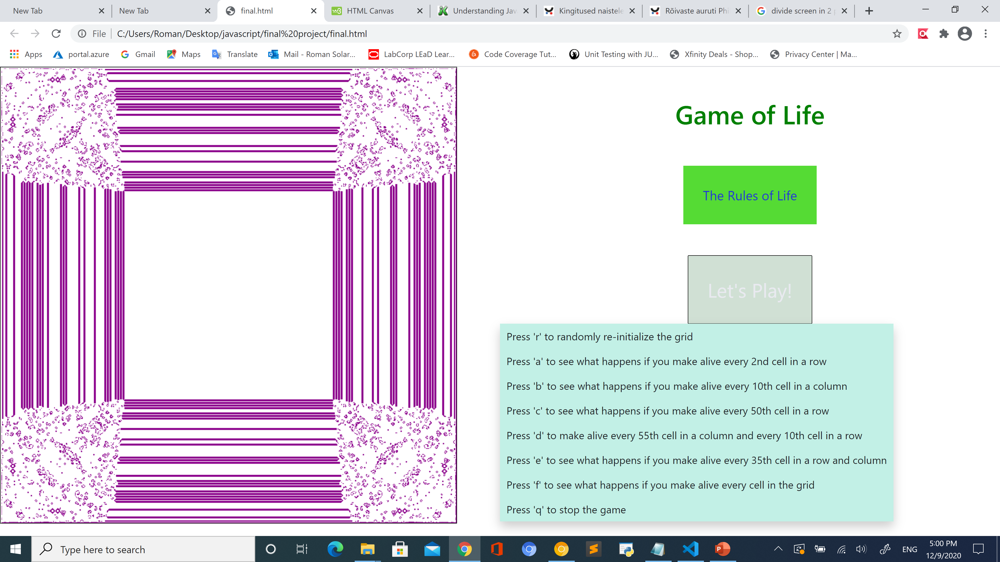 New Tab
New Tab
final.html
HTML Canvas
Understanding Jav
Kingitused naistele
Rõivaste auruti Phi
divide screen in 2 p
File
C:/Users/Roman/Desktop/javascript/final%20project/final.html
Apps
portal.azure
Gmail
Maps
Translate
Mail - Roman Solar...
LabCorp LEaD Lear...
Code Coverage Tut...
Unit Testing with JU...
Xfinity Deals - Shop...
Privacy Center | Ma...
Game of Life
The Rules of Life
Let's Play!
Press 'r' to randomly re-initialize the grid
Press 'a' to see what happens if you make alive every 2nd cell in a row
Press 'b' to see what happens if you make alive every 10th cell in a column
Press 'c' to see what happens if you make alive every 50th cell in a row
Press 'd' to make alive every 55th cell in a column and every 10th cell in a row
Press 'e' to see what happens if you make alive every 35th cell in a row and column
Press 'f' to see what happens if you make alive every cell in the grid
Press 'q' to stop the game
Type here to search
ENG
5:00 PM
12/9/2020